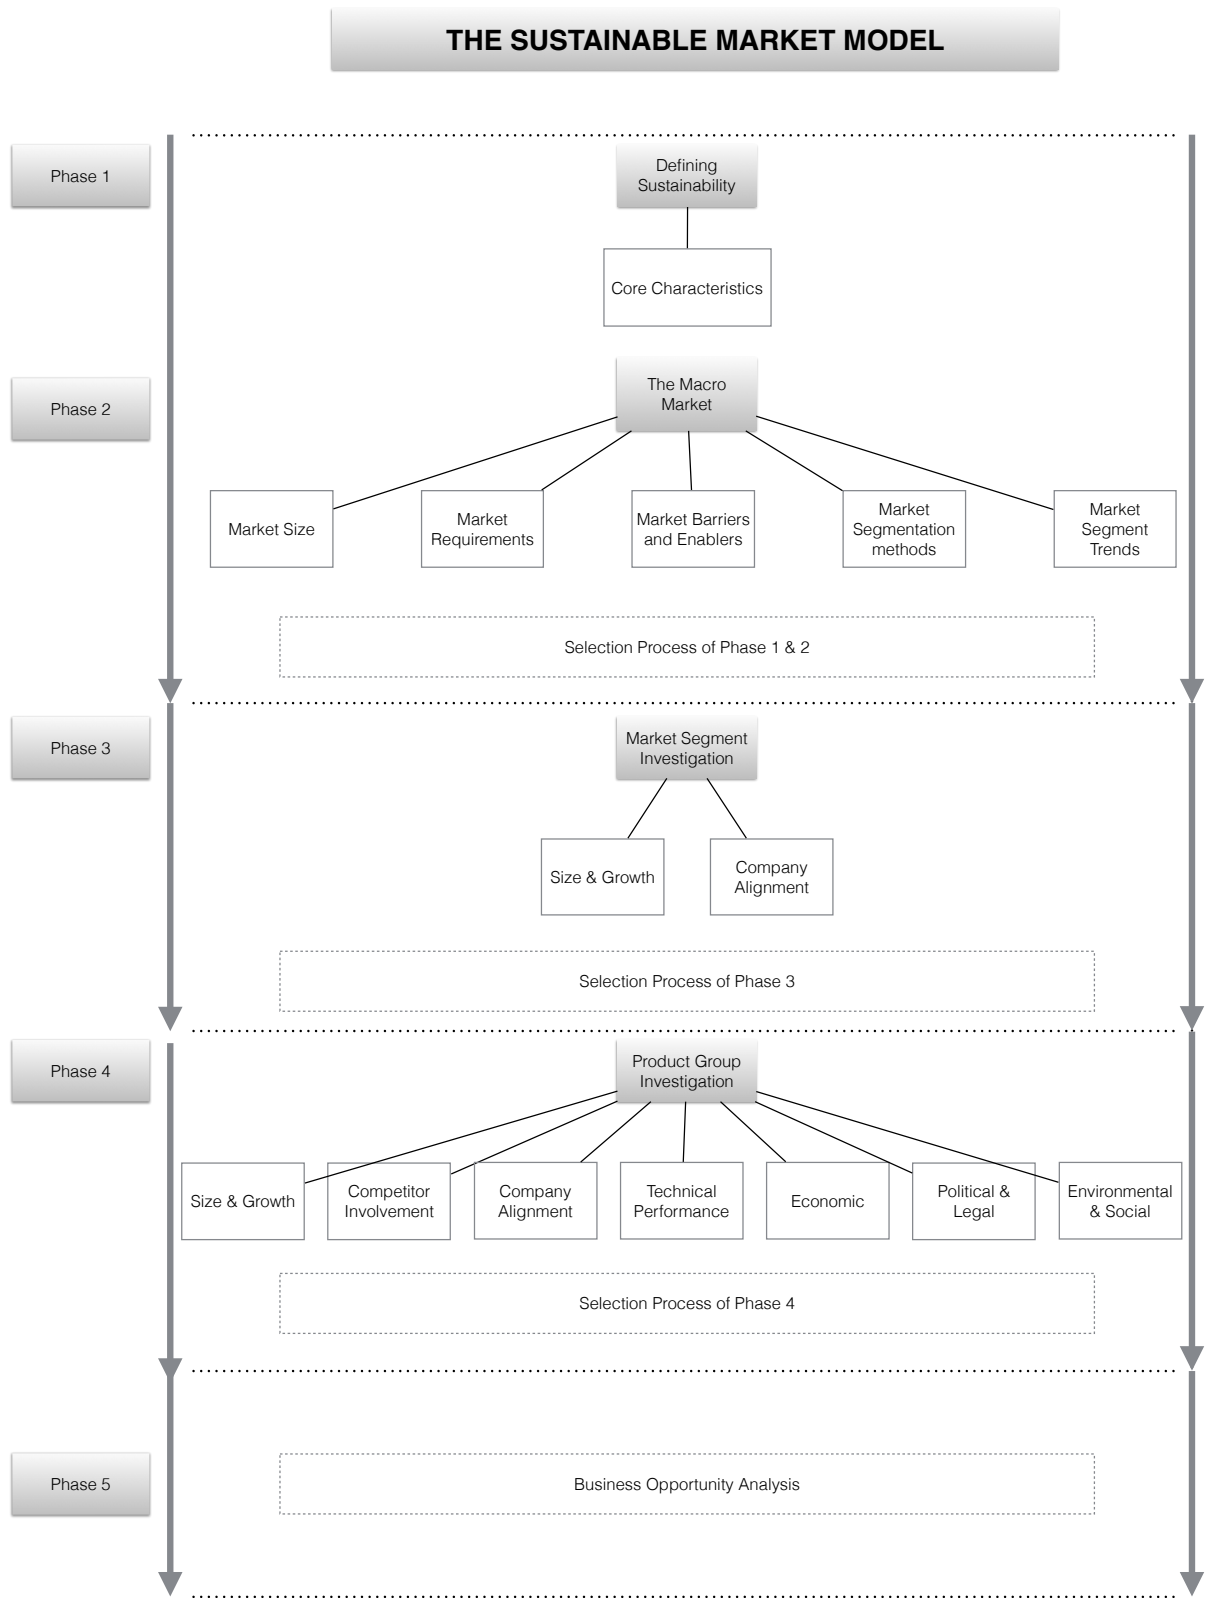 THE SUSTAINABLE MARKET MODEL
Phase 1
Defining
Sustainability
Core Characteristics
Phase 2
The Macro
Market
Market Size
Market
Requirements
Market Barriers
and Enablers
Market
Segmentation
methods
Market
Segment
Trends
Selection Process of Phase 1 & 2
Phase 3
Market Segment
Investigation
Size & Growth
Company
Alignment
Selection Process of Phase 3
Phase 4
Product Group
Investigation
Size & Growth
Competitor
Involvement
Company
Alignment
Technical
Performance
Economic
Political &
Legal
Environmental
& Social
Selection Process of Phase 4
Phase 5
Business Opportunity Analysis